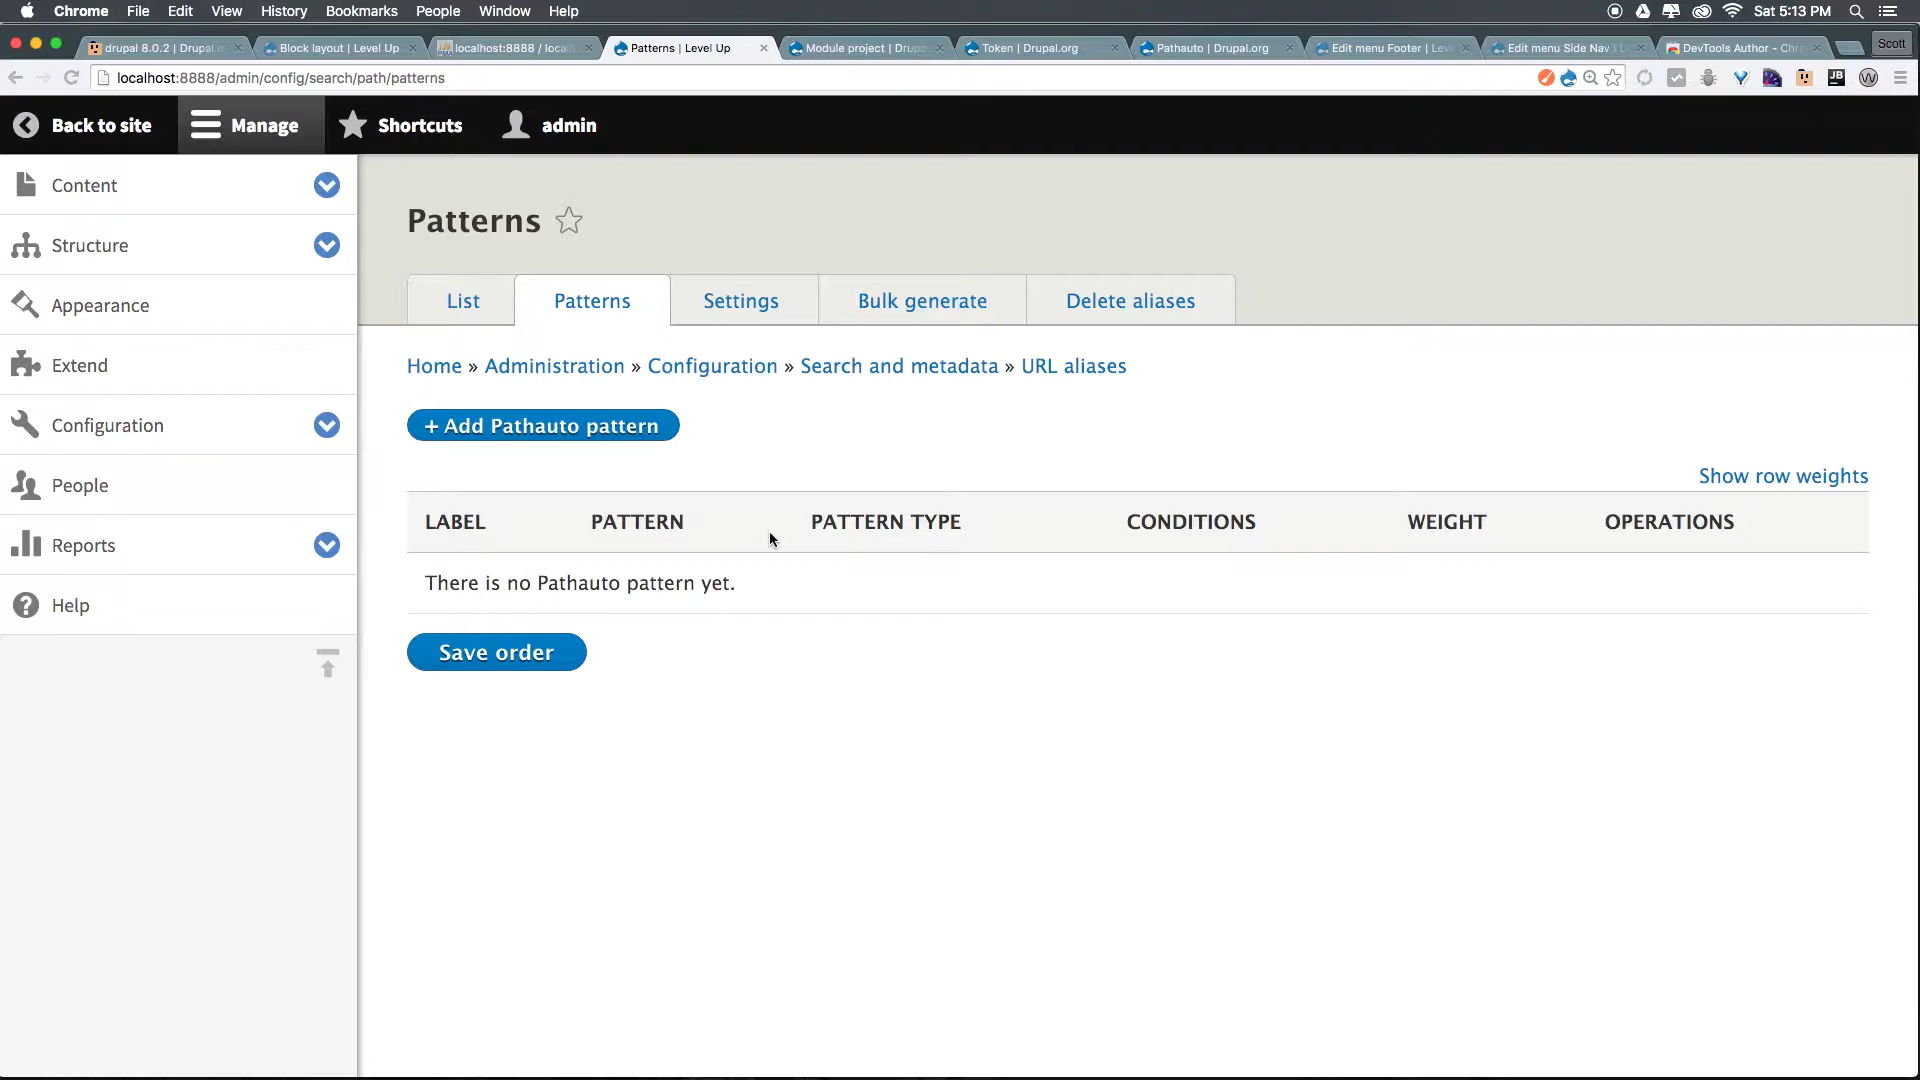 Chrome File Edit View History Bookmarks People Window Help Sat 5:13 PM
drupal 8.0.2 | Drupal. Block layout | Level Up localhost:8888 / local Patterns | Level Up Module project | Drup Token | Drupal.org Pathauto | Drupal.org Edit menu Footer | Lev Edit menu Side Nav | L DevTools Author - Chr Scott
localhost:8888/admin/config/search/path/patterns
Back to site Manage Shortcuts admin
Content
Structure
Appearance
Extend
Configuration
People
Reports
Help
Patterns
List Patterns Settings Bulk generate Delete aliases
Home » Administration » Configuration » Search and metadata » URL aliases
+ Add Pathauto pattern
Show row weights
LABEL PATTERN PATTERN TYPE CONDITIONS WEIGHT OPERATIONS
There is no Pathauto pattern yet.
Save order